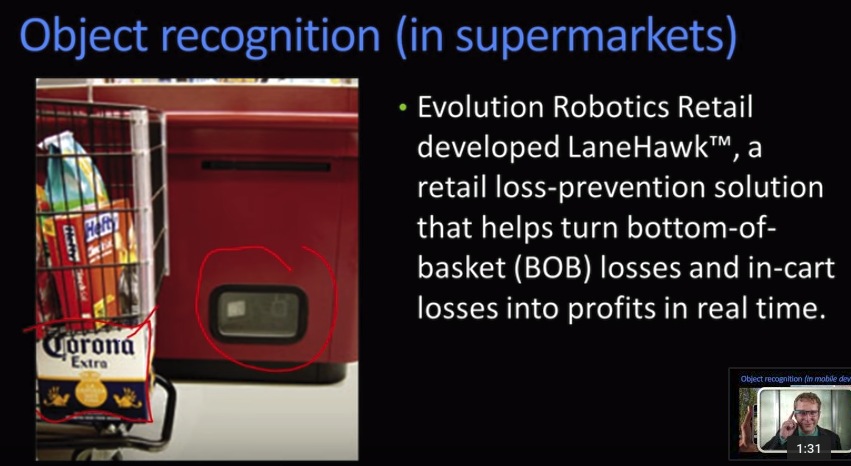 Object recognition (in supermarkets)
• Evolution Robotics Retail
developed LaneHawk™, a
retail loss-prevention solution
that helps turn bottom-of-
basket (BOB) losses and in-cart
losses into profits in real time.
Hefty
Hefty
Corona
Extra
Object recognition (in mobile dev
1:31